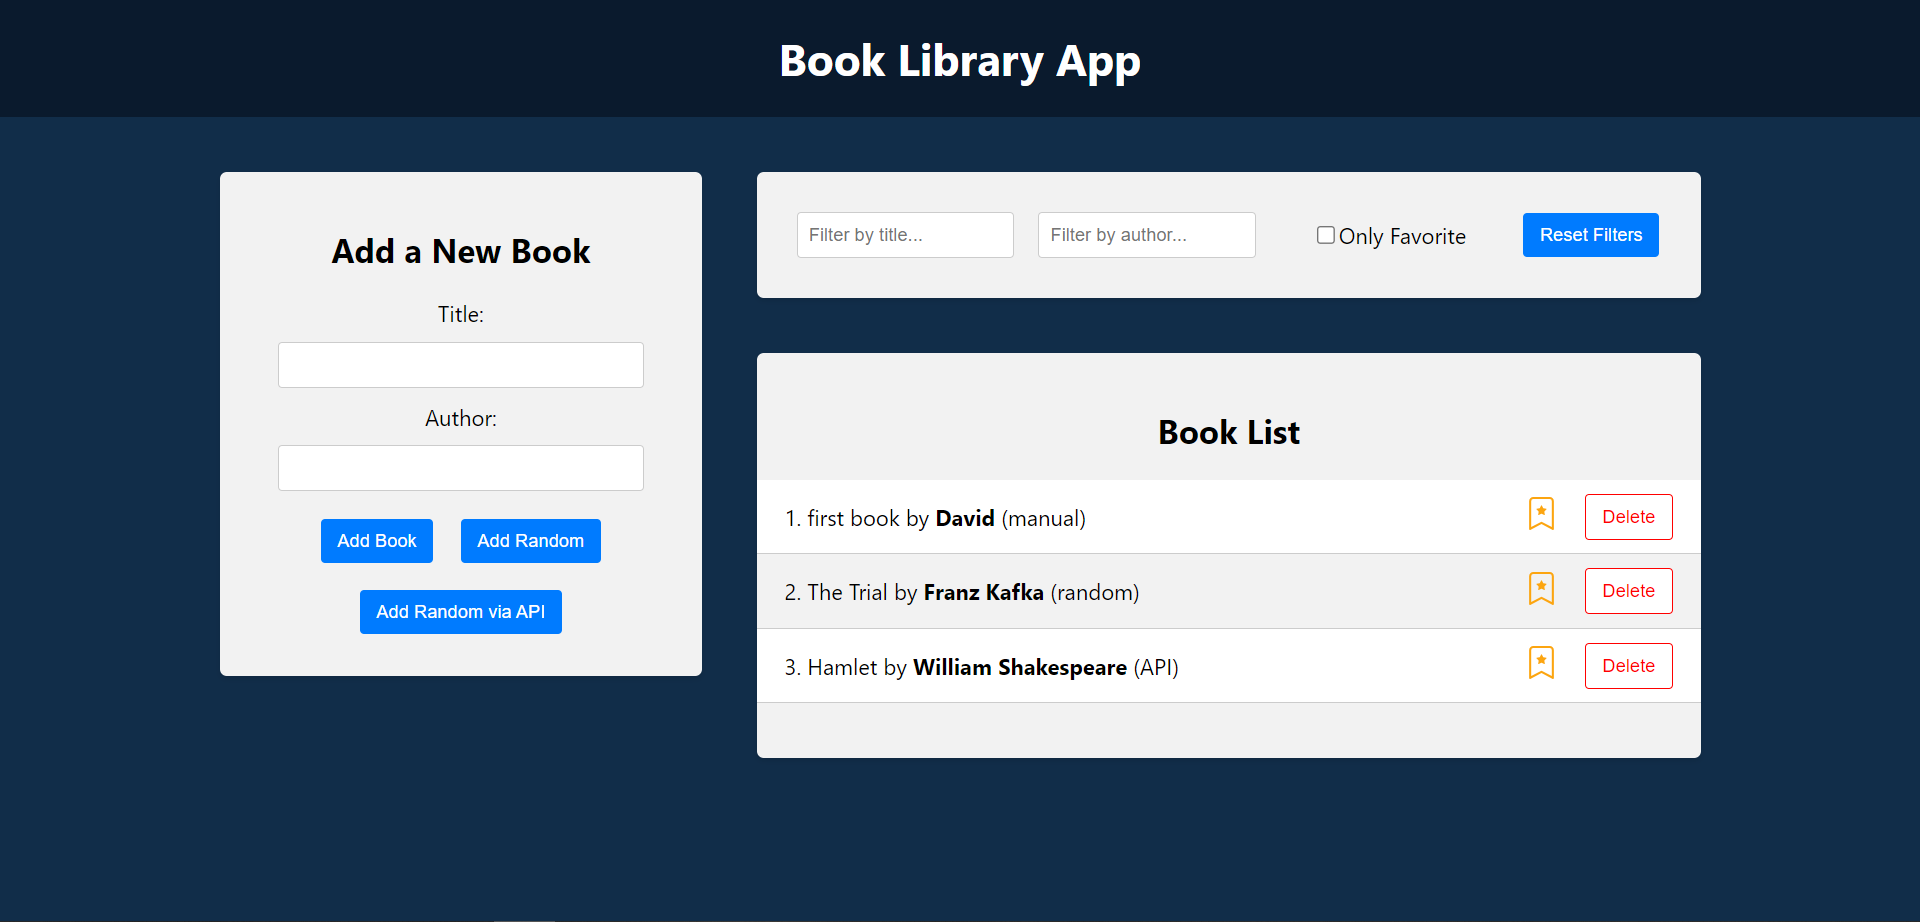 Book Library App
Add a New Book
Title:
Author:
Add Book
Add Random
Add Random via API
Filter by title...
Filter by author...
Only Favorite
Reset Filters
Book List
1. first book by David (manual)
Delete
2. The Trial by Franz Kafka (random)
Delete
3. Hamlet by William Shakespeare (API)
Delete